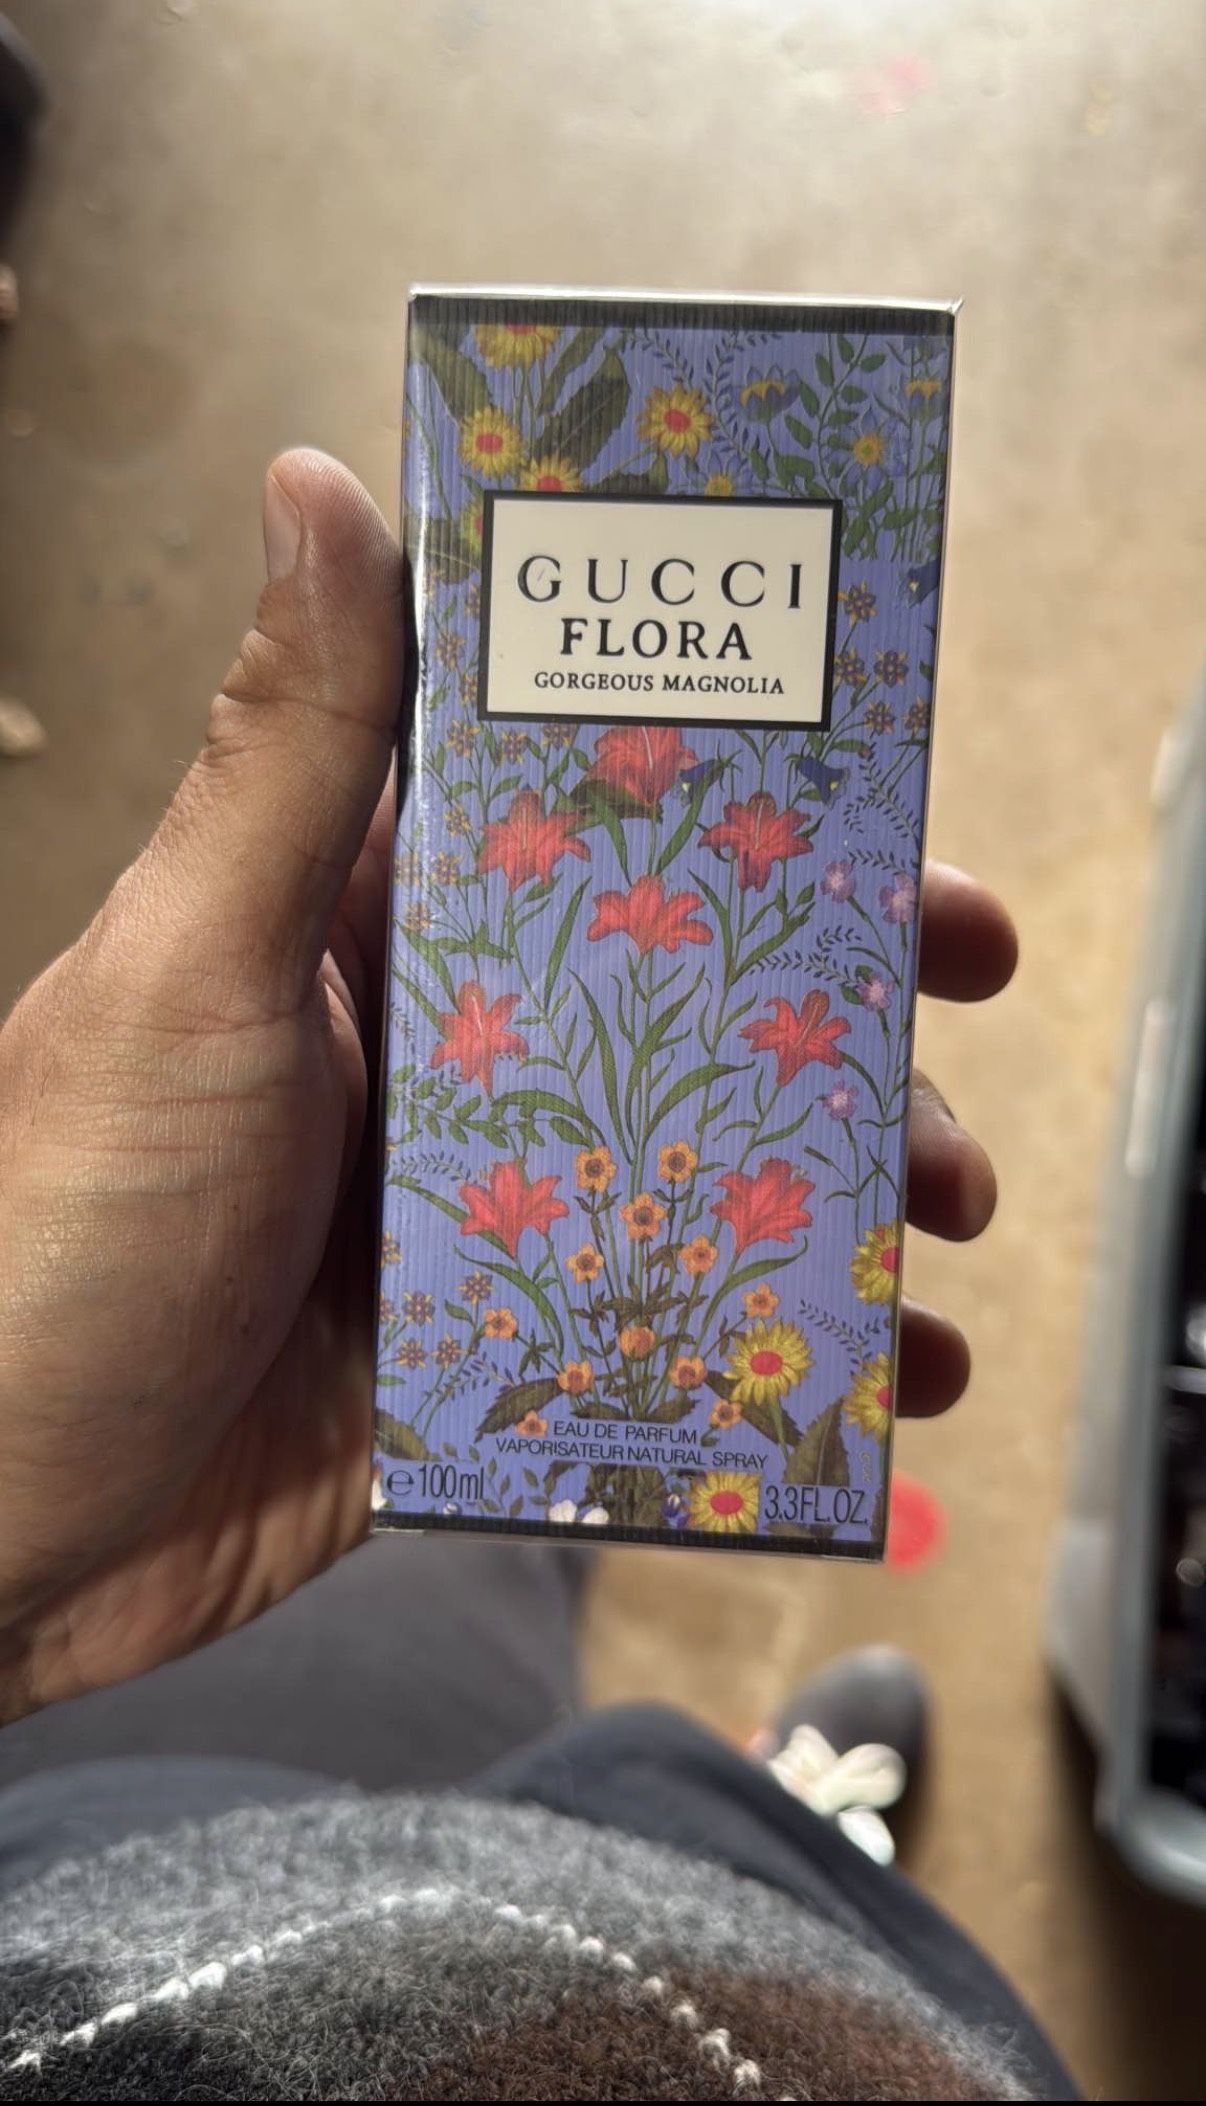 GUCCI
FLORA
GORGEOUS MAGNOLIA
EAU DE PARFUM
VAPORISATEUR NATURAL SPRAY
℮100ml
3.3FL.OZ.